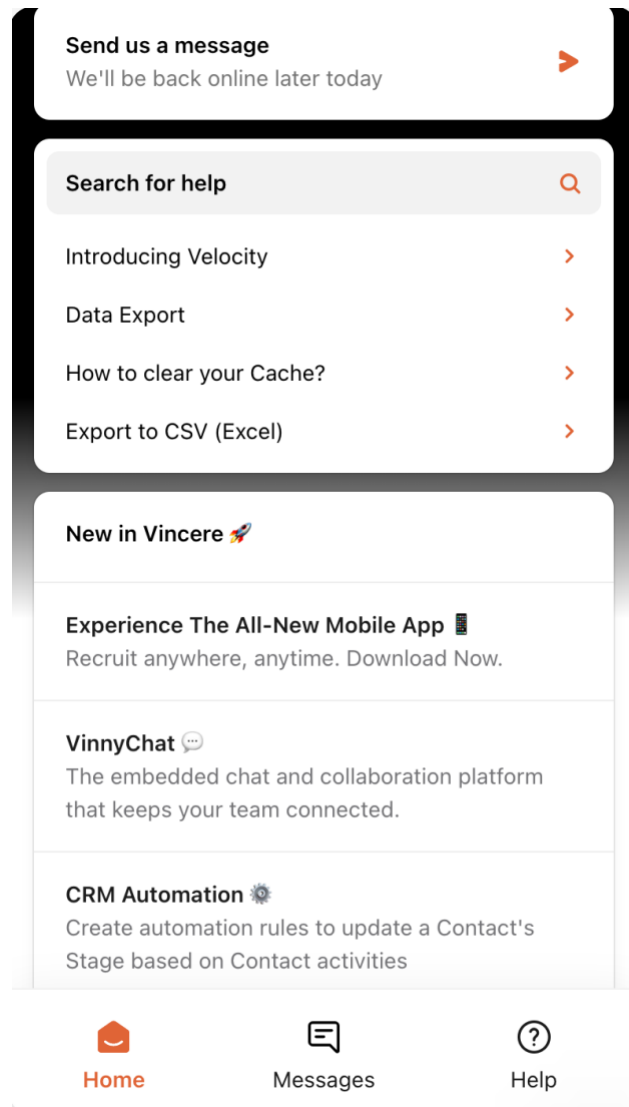 Send us a message
We'll be back online later today
Search for help
Introducing Velocity
Data Export
How to clear your Cache?
Export to CSV (Excel)
New in Vincere 🚀
Experience The All-New Mobile App 📱
Recruit anywhere, anytime. Download Now.
VinnyChat 💬
The embedded chat and collaboration platform
that keeps your team connected.
CRM Automation ⚙️
Create automation rules to update a Contact's
Stage based on Contact activities
Home
Messages
Help